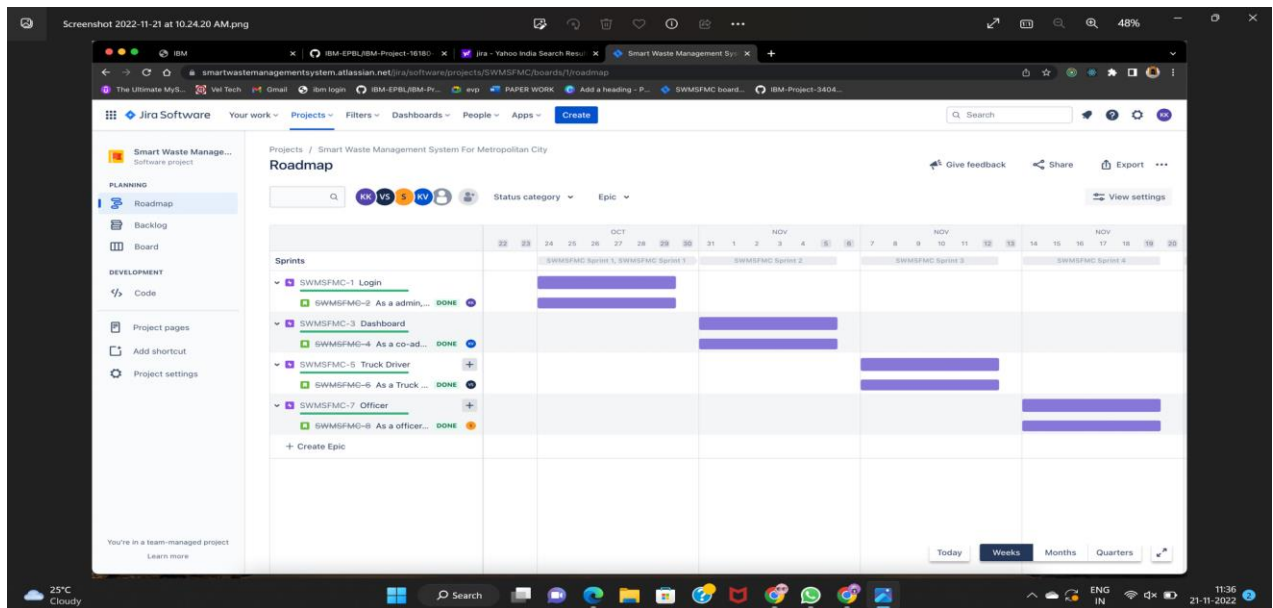 Screenshot 2022-11-21 at 10.24.20 AM.png
48%
IBM
IBM-EPBL/IBM-Project-16180-
jira - Yahoo India Search Resul
Smart Waste Management Sys
smartwastemanagementsystem.atlassian.net/jira/software/projects/SWMSFMC/boards/1/roadmap
The Ultimate MyS...
Vel Tech
Gmail
ibm login
IBM-EPBL/IBM-Pr...
evp
PAPER WORK
Add a heading - P...
SWMSFMC board...
IBM-Project-3404...
Jira Software
Your work
Projects
Filters
Dashboards
People
Apps
Create
Search
KK
Smart Waste Manage...
Software project
PLANNING
Roadmap
Backlog
Board
DEVELOPMENT
Code
Project pages
Add shortcut
Project settings
You're in a team-managed project
Learn more
Projects / Smart Waste Management System For Metropolitan City
Roadmap
Give feedback
Share
Export
KK VS S KV
Status category
Epic
View settings
OCT NOV NOV NOV
22 23 24 25 26 27 28 29 30 31 1 2 3 4 5 6 7 8 9 10 11 12 13 14 15 16 17 18 19 20
Sprints
SWMSFMC Sprint 1, SWMSFMC Sprint 1
SWMSFMC Sprint 2
SWMSFMC Sprint 3
SWMSFMC Sprint 4
SWMSFMC-1 Login
SWMSFMC-2 As a admin,... DONE
SWMSFMC-3 Dashboard
SWMSFMC-4 As a co-ad... DONE
SWMSFMC-5 Truck Driver
SWMSFMC-6 As a Truck ... DONE
SWMSFMC-7 Officer
SWMSFMC-8 As a officer... DONE
+ Create Epic
Today
Weeks
Months
Quarters
25°C
Cloudy
Search
ENG
IN
11:36
21-11-2022
2